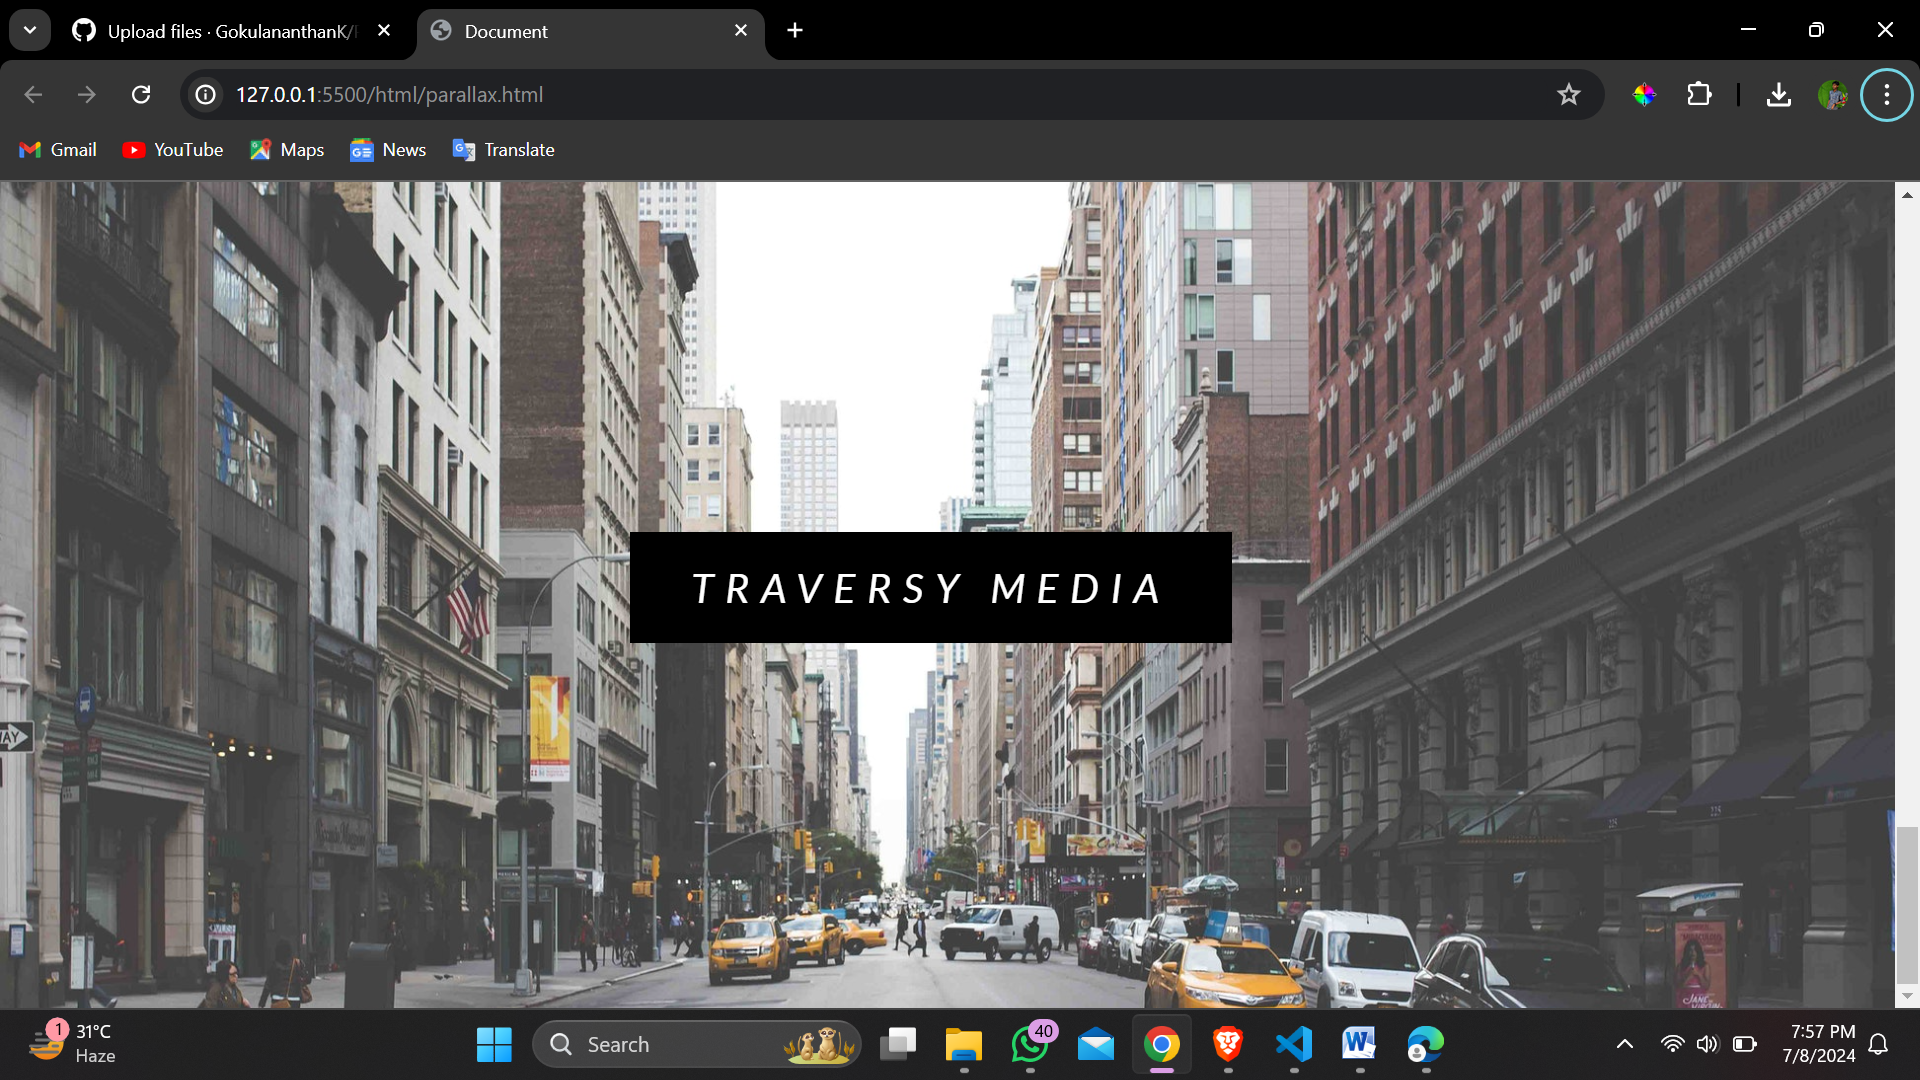 Upload files · GokulananthanK/
Document
127.0.0.1:5500/html/parallax.html
Gmail
YouTube
Maps
News
Translate
TRAVERSY MEDIA
WAY
1
31°C
Haze
Search
40
7:57 PM
7/8/2024